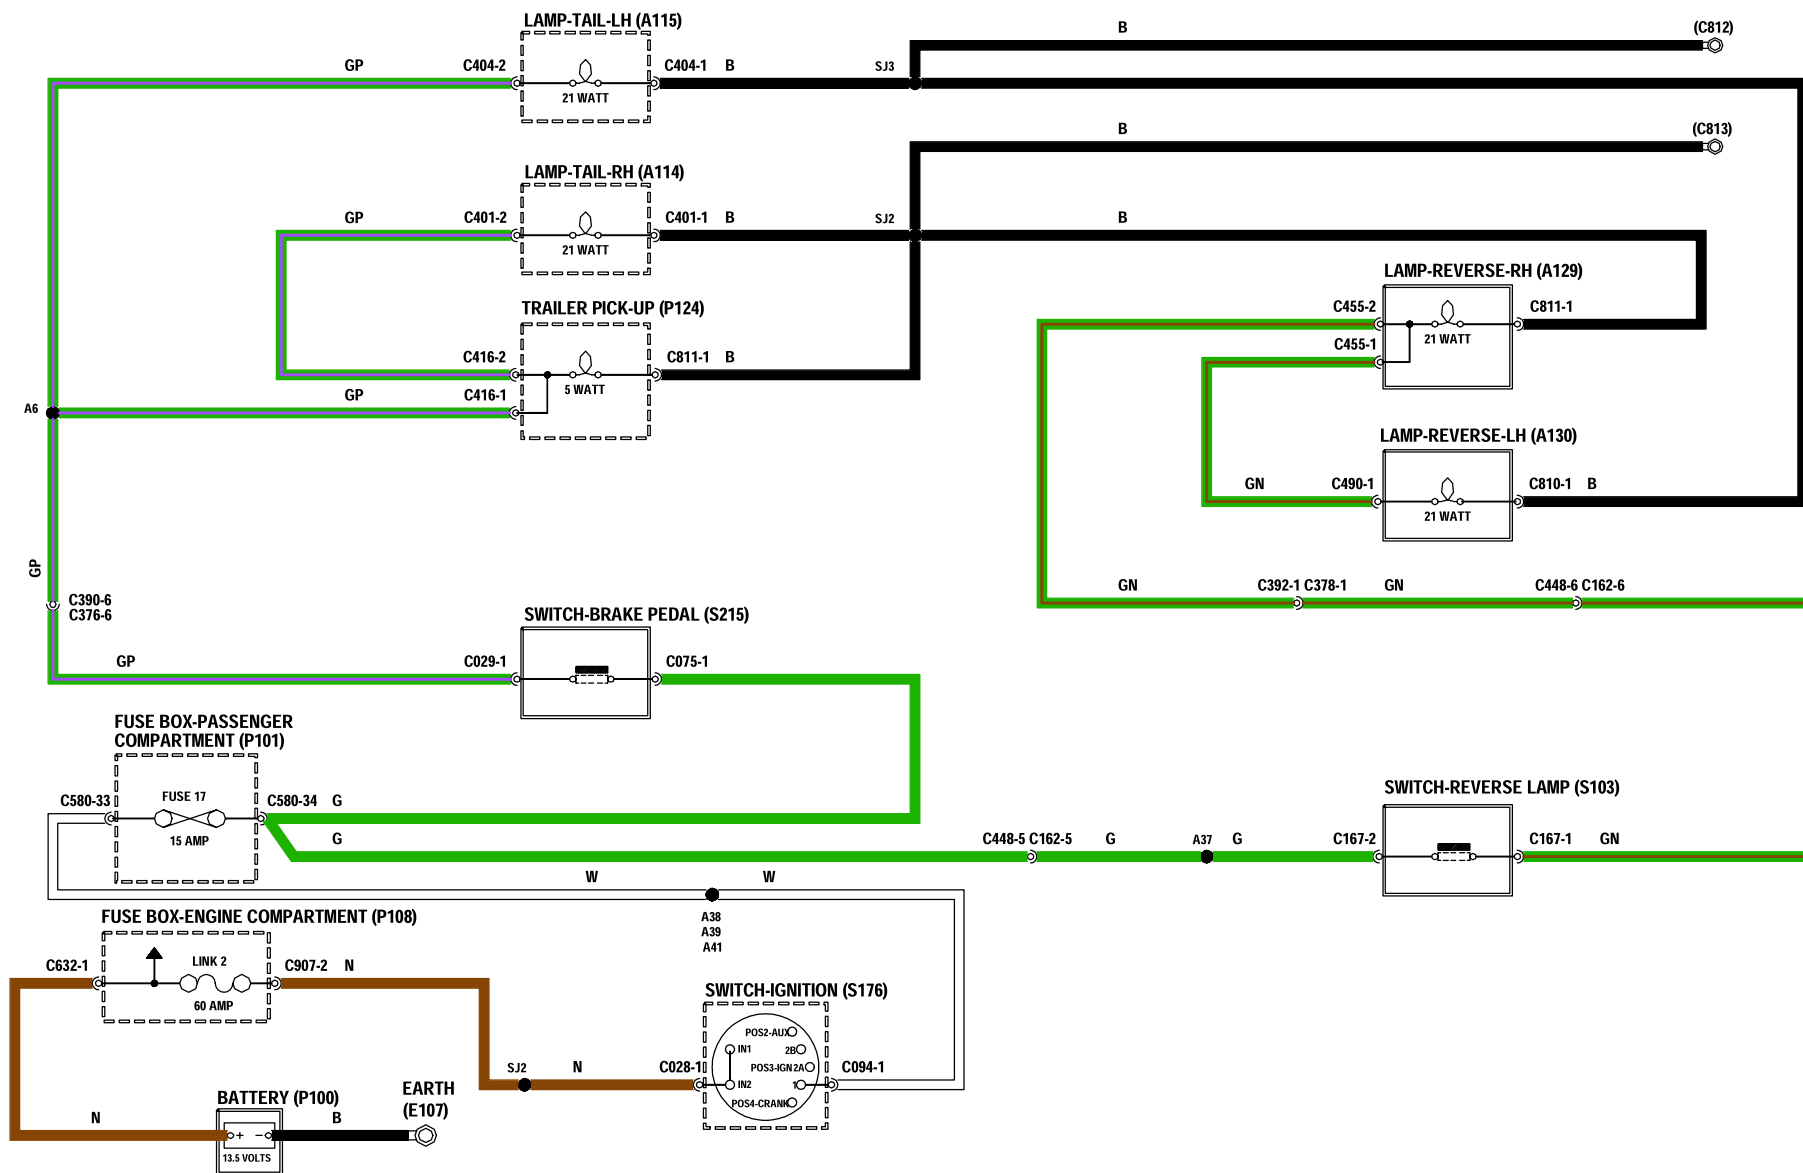 LAMP-TAIL-LH (A115)
B
(C812)
GP
C404-2
C404-1
B
SJ3
21 WATT
B
(C813)
LAMP-TAIL-RH (A114)
GP
C401-2
C401-1
B
SJ2
B
21 WATT
LAMP-REVERSE-RH (A129)
TRAILER PICK-UP (P124)
C455-2
C811-1
C455-1
21 WATT
C416-2
C811-1
B
5 WATT
GP
C416-1
A6
LAMP-REVERSE-LH (A130)
GN
C490-1
C810-1
B
21 WATT
GP
C390-6
C376-6
GN
C392-1 C378-1
GN
C448-6 C162-6
SWITCH-BRAKE PEDAL (S215)
GP
C029-1
C075-1
FUSE BOX-PASSENGER
COMPARTMENT (P101)
C580-33
FUSE 17
15 AMP
C580-34
G
G
SWITCH-REVERSE LAMP (S103)
C448-5 C162-5
G
A37
G
C167-2
C167-1
GN
W
W
A38
A39
A41
FUSE BOX-ENGINE COMPARTMENT (P108)
C632-1
LINK 2
60 AMP
C907-2
N
SWITCH-IGNITION (S176)
POS2-AUX
IN1
2B
POS3-IGN 2A
IN2
1
POS4-CRANK
SJ2
N
C028-1
C094-1
BATTERY (P100)
EARTH
(E107)
N
B
+ –
13.5 VOLTS